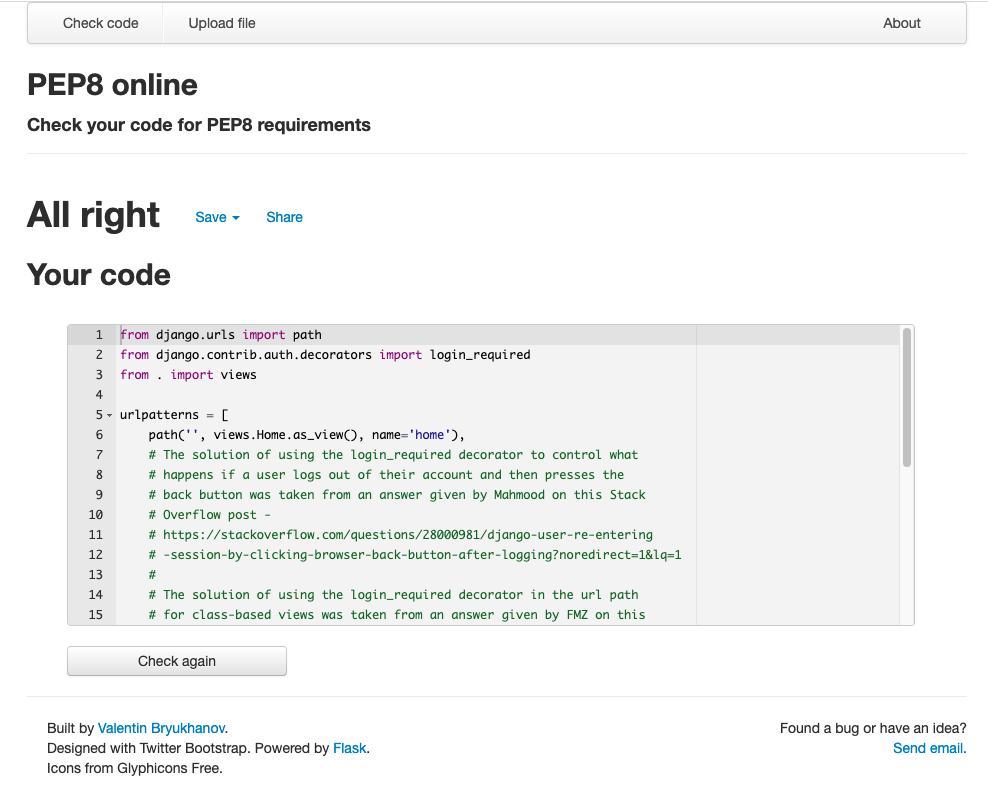 Check code Upload file About
PEP8 online
Check your code for PEP8 requirements
All right Save Share
Your code
1 from django.urls import path
2 from django.contrib.auth.decorators import login_required
3 from . import views
4
5 urlpatterns = [
6     path('', views.Home.as_view(), name='home'),
7     # The solution of using the login_required decorator to control what
8     # happens if a user logs out of their account and then presses the
9     # back button was taken from an answer given by Mahmood on this Stack
10     # Overflow post -
11     # https://stackoverflow.com/questions/28000981/django-user-re-entering
12     # -session-by-clicking-browser-back-button-after-logging?noredirect=1&lq=1
13     #
14     # The solution of using the login_required decorator in the url path
15     # for class-based views was taken from an answer given by FMZ on this
Check again
Built by Valentin Bryukhanov.
Designed with Twitter Bootstrap. Powered by Flask.
Icons from Glyphicons Free.
Found a bug or have an idea?
Send email.